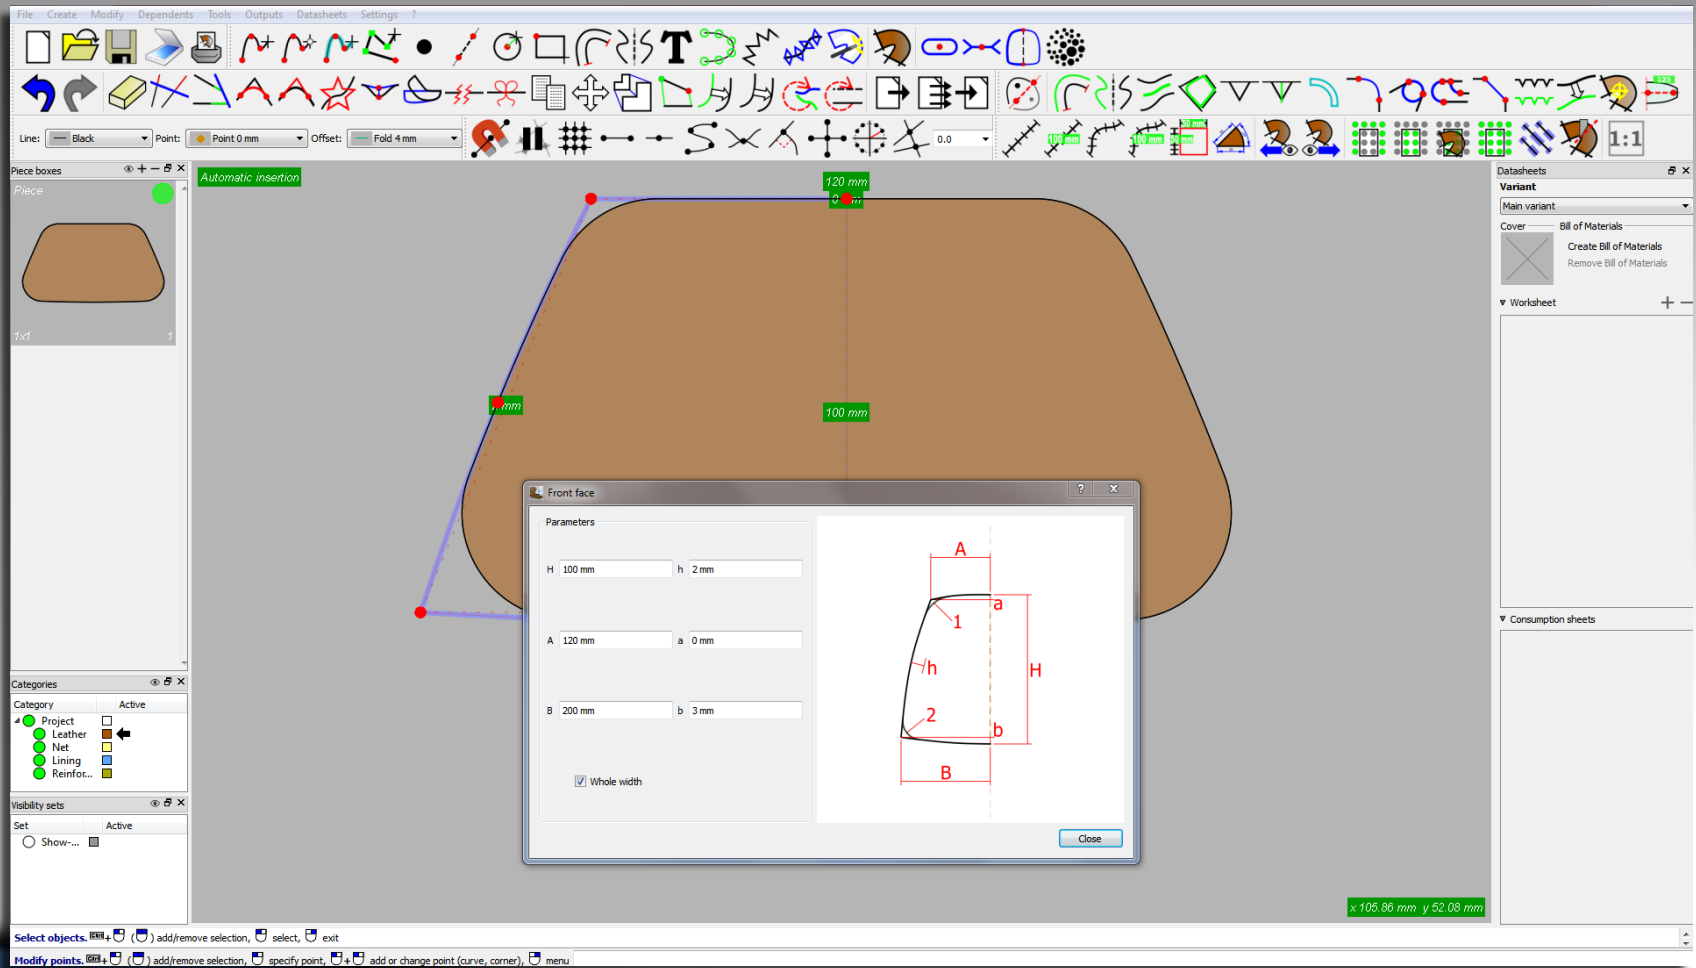 File Create Modify Dependents Tools Outputs Datasheets Settings ?
Line: Black Point: Point 0 mm Offset: Fold 4 mm 0.0 1:1
Piece boxes
Piece
1x1 1
Automatic insertion
120 mm
100 mm
mm
Datasheets
Variant
Main variant
Cover Bill of Materials
Create Bill of Materials
Remove Bill of Materials
Worksheet
Consumption sheets
Categories
Category Active
Project
Leather
Net
Lining
Reinfor...
Visibility sets
Set Active
Show-...
Front face
Parameters
H 100 mm h 2 mm
A 120 mm a 0 mm
B 200 mm b 3 mm
Whole width
A
a
1
h
H
2
b
B
Close
x 105.86 mm y 52.08 mm
Select objects. Ctrl + ( ) add/remove selection, select, exit
Modify points. Ctrl + ( ) add/remove selection, specify point, + add or change point (curve, corner), menu